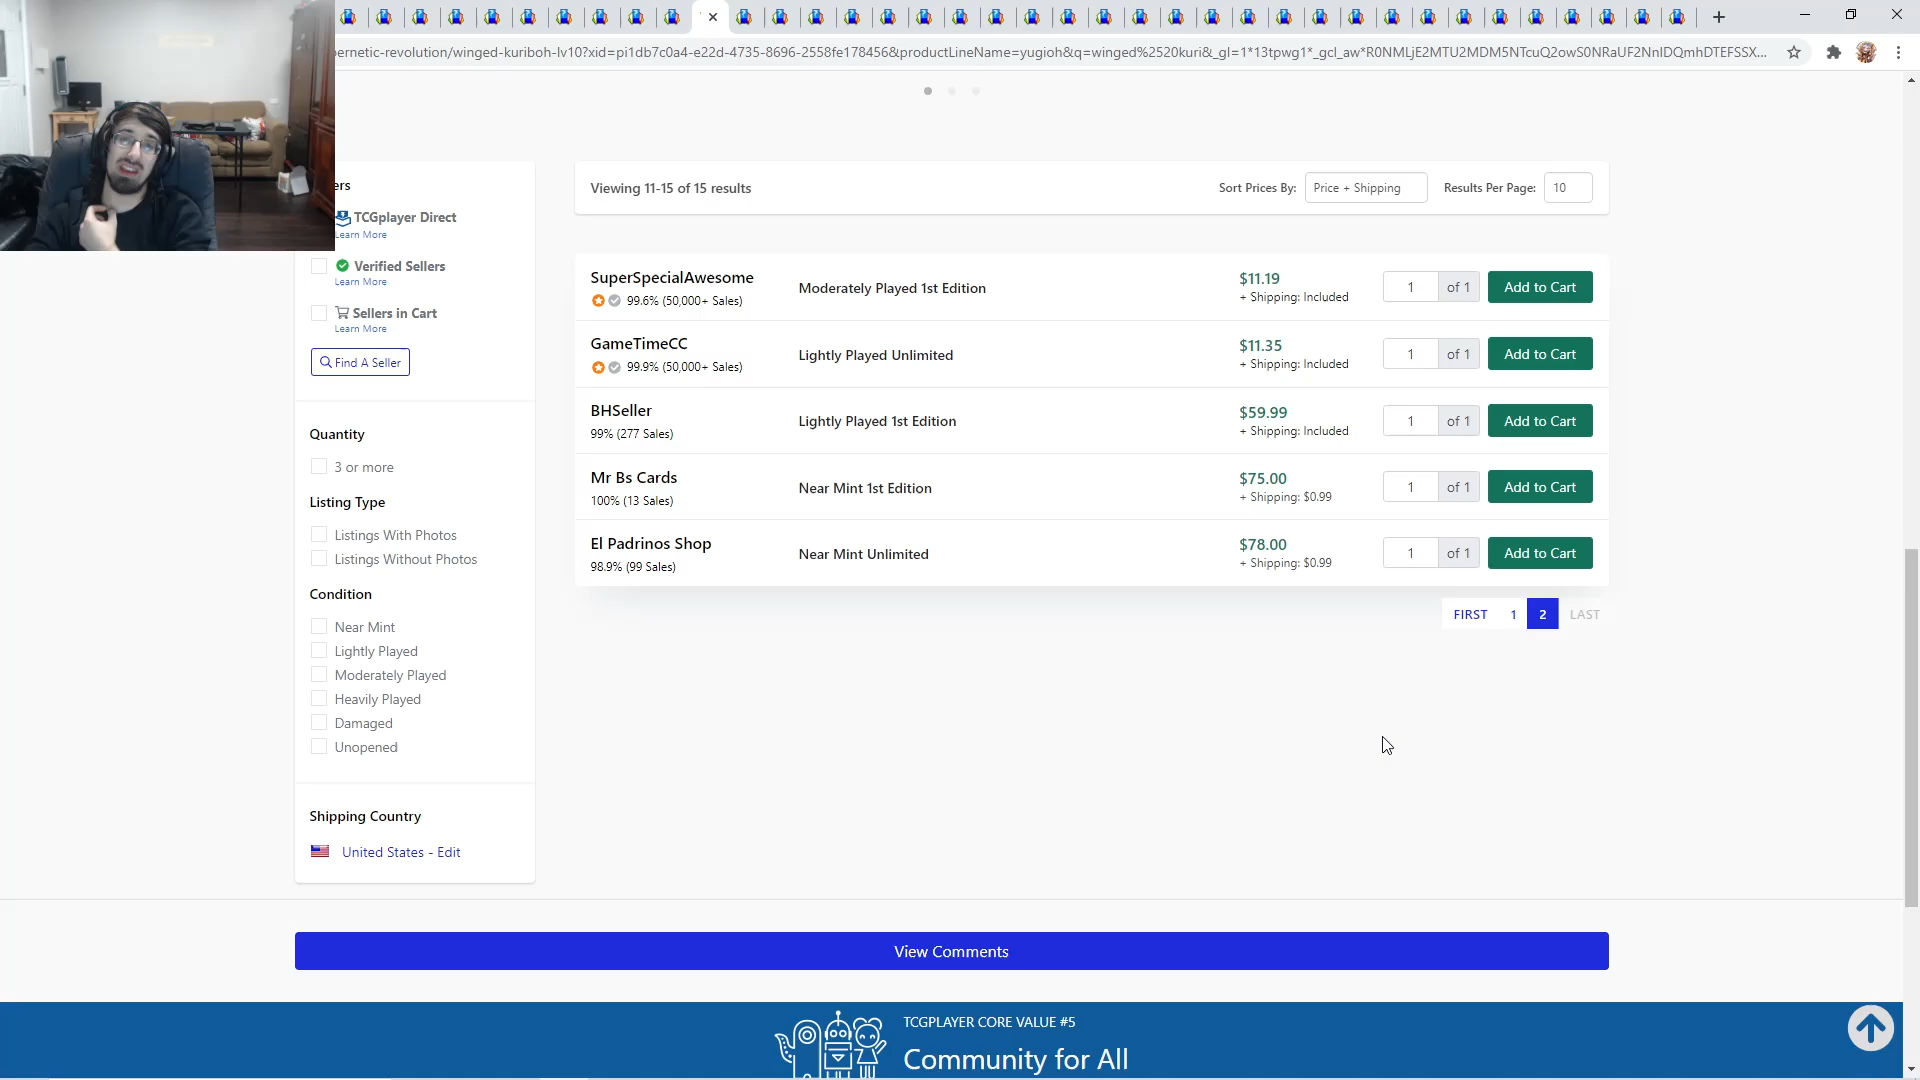 bernetic-revolution/winged-kuriboh-lv10?xid=pi1db7c0a4-e22d-4735-8696-2558fe178456&productLineName=yugioh&q=winged%2520kuri&_gl=1*13tpwg1*_gcl_aw*R0NMLjE2MTU2MDM5NTcuQ2owS0NRaUF2NnlDQmhDTEFSSX...
ers
TCGplayer Direct
Learn More
Verified Sellers
Learn More
Sellers in Cart
Learn More
Find A Seller
Quantity
3 or more
Listing Type
Listings With Photos
Listings Without Photos
Condition
Near Mint
Lightly Played
Moderately Played
Heavily Played
Damaged
Unopened
Shipping Country
United States - Edit
Viewing 11-15 of 15 results
Sort Prices By: Price + Shipping Results Per Page: 10
SuperSpecialAwesome
99.6% (50,000+ Sales)
Moderately Played 1st Edition
$11.19
+ Shipping: Included
1 of 1 Add to Cart
GameTimeCC
99.9% (50,000+ Sales)
Lightly Played Unlimited
$11.35
+ Shipping: Included
1 of 1 Add to Cart
BHSeller
99% (277 Sales)
Lightly Played 1st Edition
$59.99
+ Shipping: Included
1 of 1 Add to Cart
Mr Bs Cards
100% (13 Sales)
Near Mint 1st Edition
$75.00
+ Shipping: $0.99
1 of 1 Add to Cart
El Padrinos Shop
98.9% (99 Sales)
Near Mint Unlimited
$78.00
+ Shipping: $0.99
1 of 1 Add to Cart
FIRST 1 2 LAST
View Comments
TCGPLAYER CORE VALUE #5
Community for All